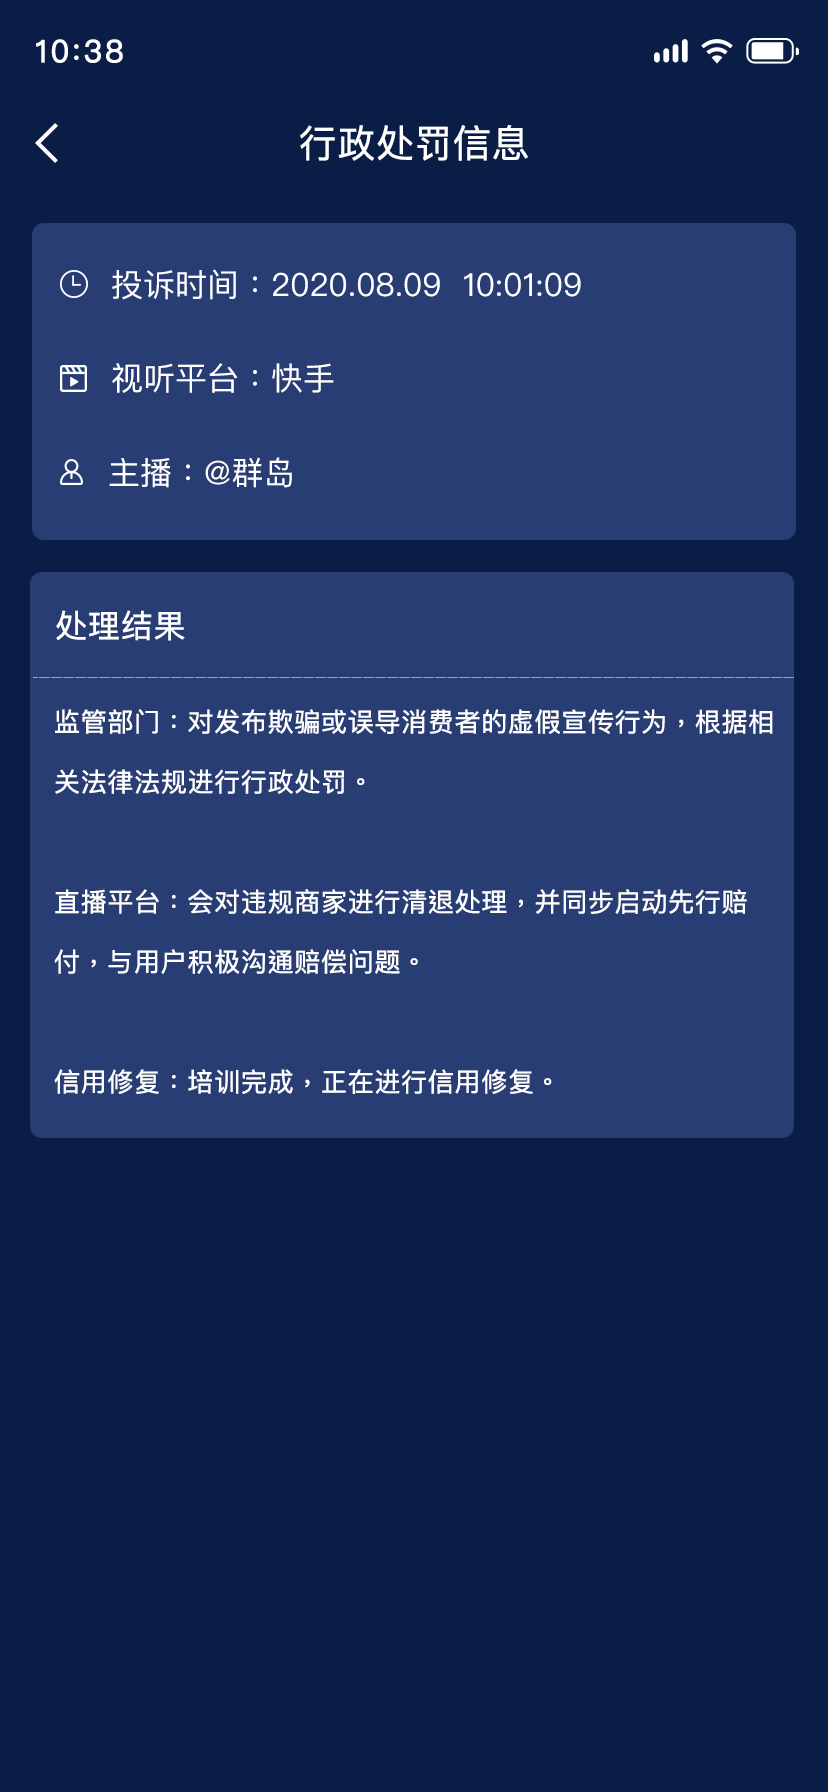 10:38
行政处罚信息
投诉时间：2020.08.09 10:01:09
视听平台：快手
主播：@群岛
处理结果
监管部门：对发布欺骗或误导消费者的虚假宣传行为，根据相
关法律法规进行行政处罚。
直播平台：会对违规商家进行清退处理，并同步启动先行赔
付，与用户积极沟通赔偿问题。
信用修复：培训完成，正在进行信用修复。